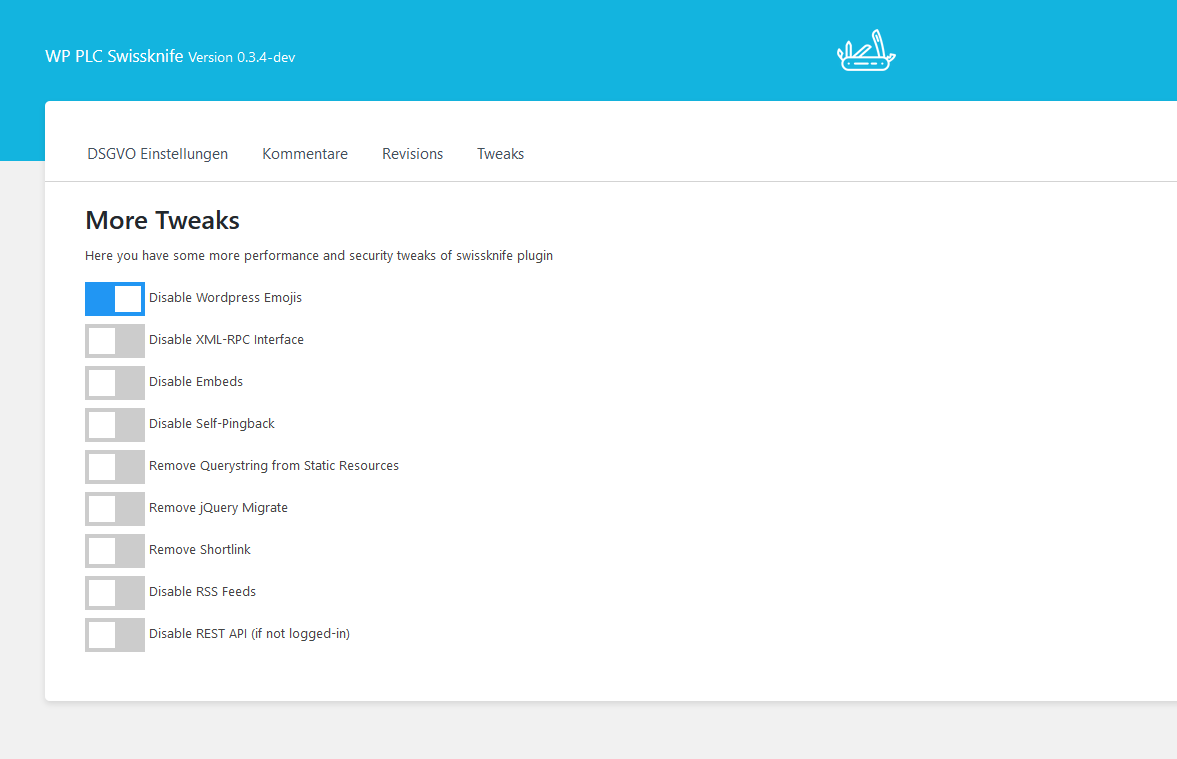 WP PLC Swissknife Version 0.3.4-dev
DSGVO Einstellungen Kommentare Revisions Tweaks
More Tweaks
Here you have some more performance and security tweaks of swissknife plugin
Disable Wordpress Emojis
Disable XML-RPC Interface
Disable Embeds
Disable Self-Pingback
Remove Querystring from Static Resources
Remove jQuery Migrate
Remove Shortlink
Disable RSS Feeds
Disable REST API (if not logged-in)